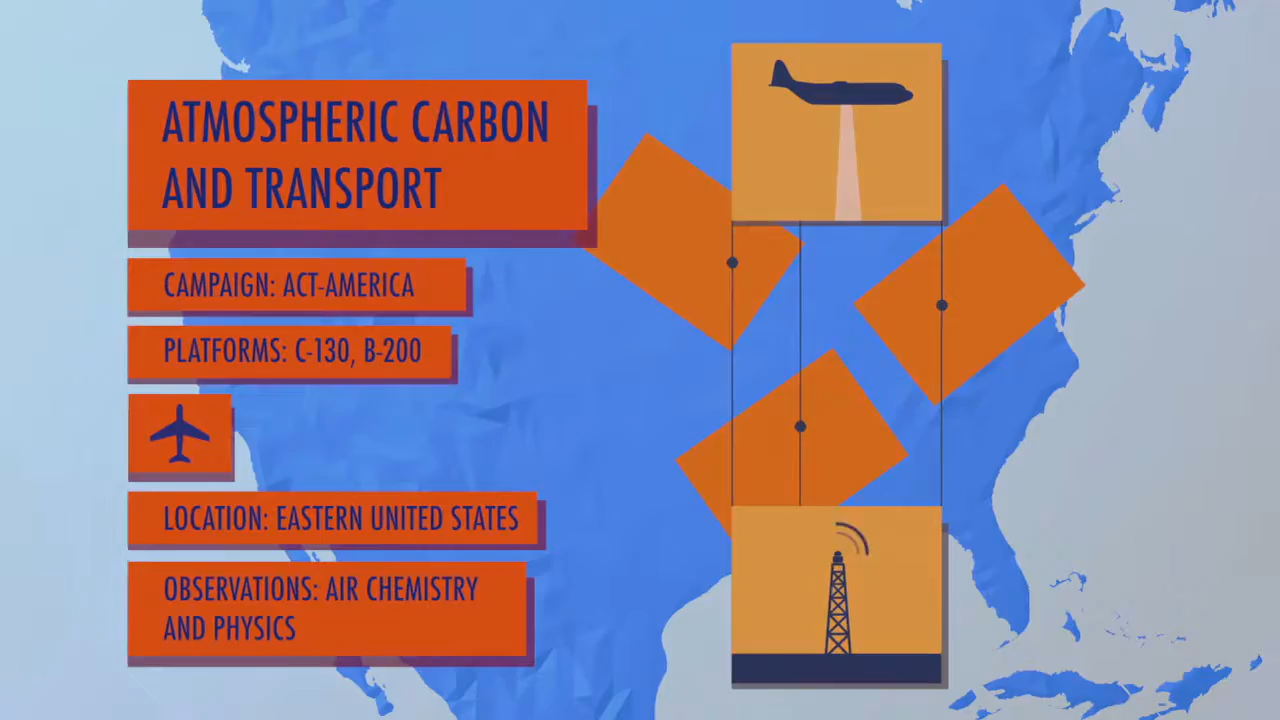 ATMOSPHERIC CARBON
AND TRANSPORT
CAMPAIGN: ACT-AMERICA
PLATFORMS: C-130, B-200
LOCATION: EASTERN UNITED STATES
OBSERVATIONS: AIR CHEMISTRY
AND PHYSICS